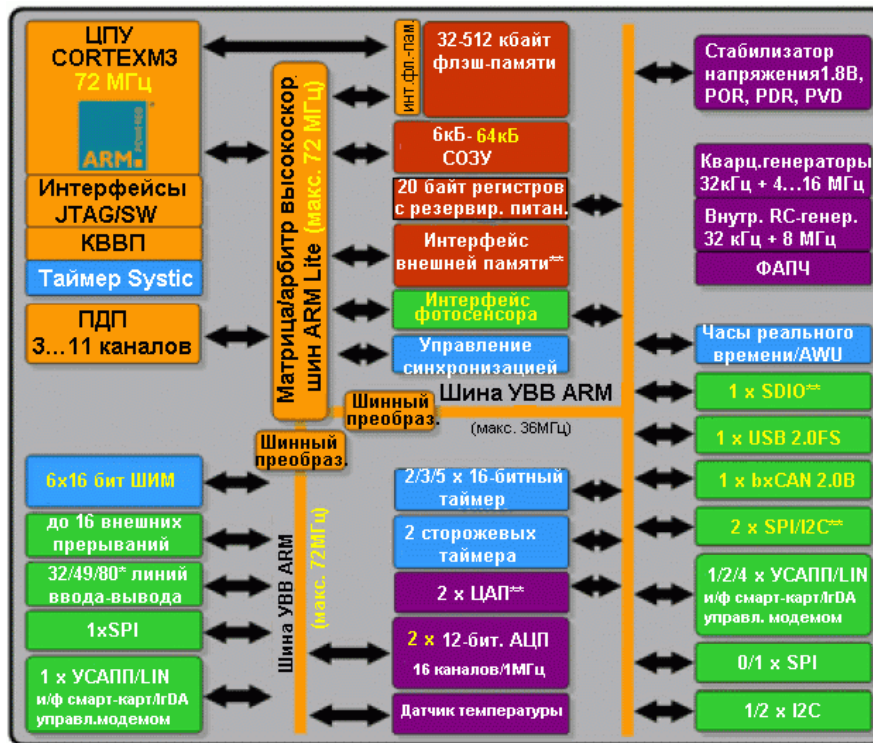 ЦПУ
CORTEXM3
72 МГц
ARM
Интерфейсы
JTAG/SW
КВВП
Таймер Systic
ПДП
3...11 каналов
Матрица/арбитр высокоскор.
шин ARM Lite (макс. 72 МГц)
инт.фл.-пам.
32-512 кбайт
флэш-памяти
6кБ- 64кБ
СОЗУ
20 байт регистров
с резервир. питан.
Интерфейс
внешней памяти**
Интерфейс
фотосенсора
Управление
синхронизацией
Стабилизатор
напряжения1.8В,
POR, PDR, PVD
Кварц.генераторы
32кГц + 4...16 МГц
Внутр. RC-генер.
32 кГц + 8 МГц
ФАПЧ
Часы реального
времени/AWU
1 x SDIO**
1 x USB 2.0FS
1 x bxCAN 2.0B
2 x SPI/I2C**
1/2/4 x УСАПП/LIN
и/ф смарт-карт/IrDA
управл. модемом
0/1 x SPI
1/2 x I2C
Шинный
преобраз.
Шина УВВ ARM
(макс. 36МГц)
Шинный
преобраз.
6x16 бит ШИМ
до 16 внешних
прерываний
32/49/80* линий
ввода-вывода
1xSPI
1 x УСАПП/LIN
и/ф смарт-карт/IrDA
управл.модемом
Шина УВВ ARM
(макс. 72МГц)
2/3/5 x 16-битный
таймер
2 сторожевых
таймера
2 x ЦАП**
2 x 12-бит. АЦП
16 каналов/1МГц
Датчик температуры